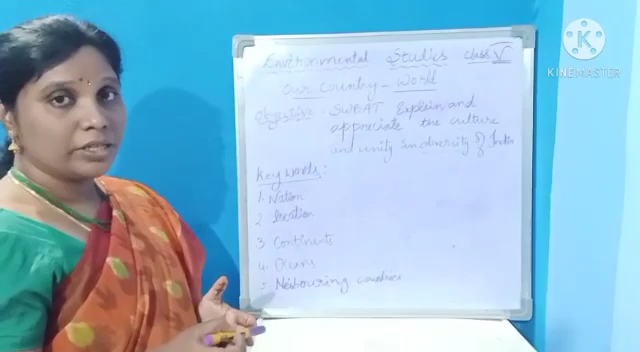 Environmental Studies class V
Our Country - World
Objective : SWBAT Explain and
appreciate the culture
and unity in diversity of India
Key words :
1. Nation
2. location
3. Continents
4. Oceans
5. Neibouring countries
KINEMASTER